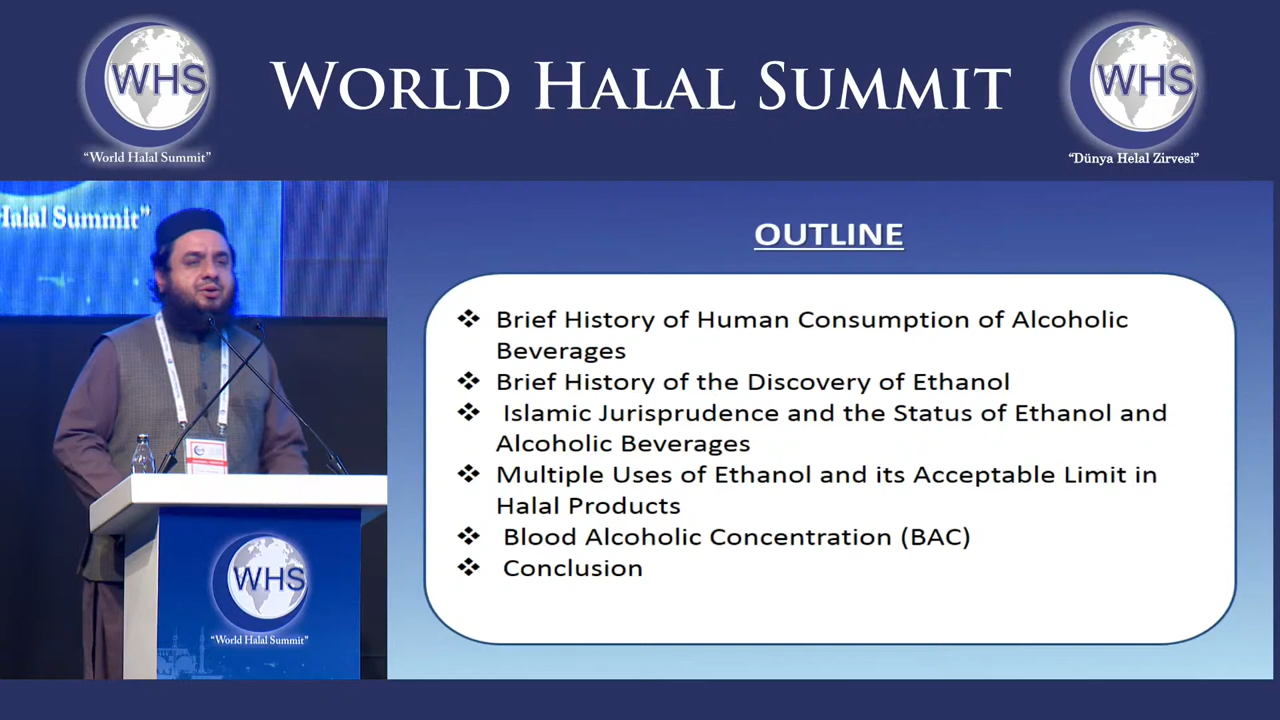 WHS
"World Halal Summit"
WORLD HALAL SUMMIT
WHS
"Dünya Helal Zirvesi"
Halal Summit"
OUTLINE
❖ Brief History of Human Consumption of Alcoholic
Beverages
❖ Brief History of the Discovery of Ethanol
❖ Islamic Jurisprudence and the Status of Ethanol and
Alcoholic Beverages
❖ Multiple Uses of Ethanol and its Acceptable Limit in
Halal Products
❖ Blood Alcoholic Concentration (BAC)
❖ Conclusion
WHS
WHS
"World Halal Summit"